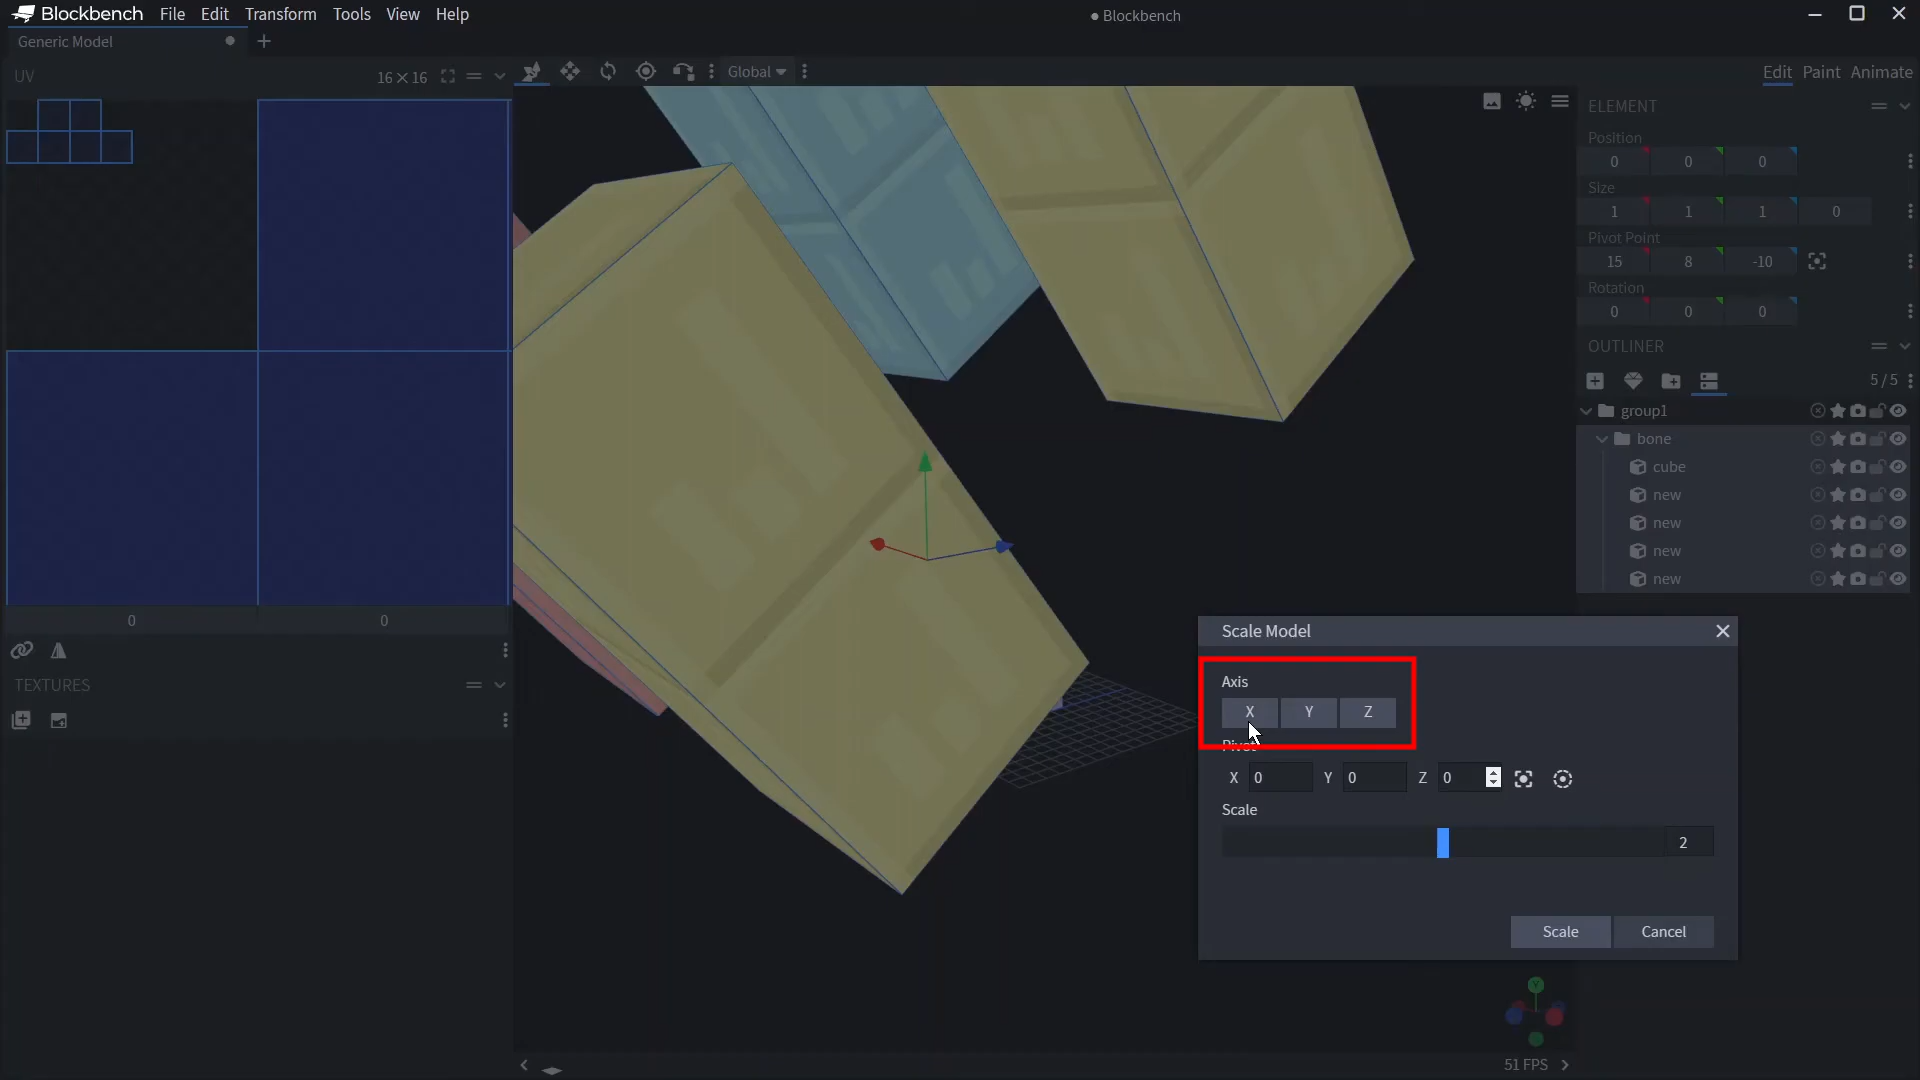 Blockbench File Edit Transform Tools View Help
● Blockbench
Generic Model
UV
16×16
Global
Edit Paint Animate
ELEMENT
Position
0 0 0
Size
1 1 1 0
Pivot Point
15 8 -10
Rotation
0 0 0
OUTLINER
5/5
group1
bone
cube
new
new
new
new
0 0
TEXTURES
Scale Model
Axis
X Y Z
Pivot
X 0 Y 0 Z 0
Scale
2
Scale Cancel
Y
51 FPS